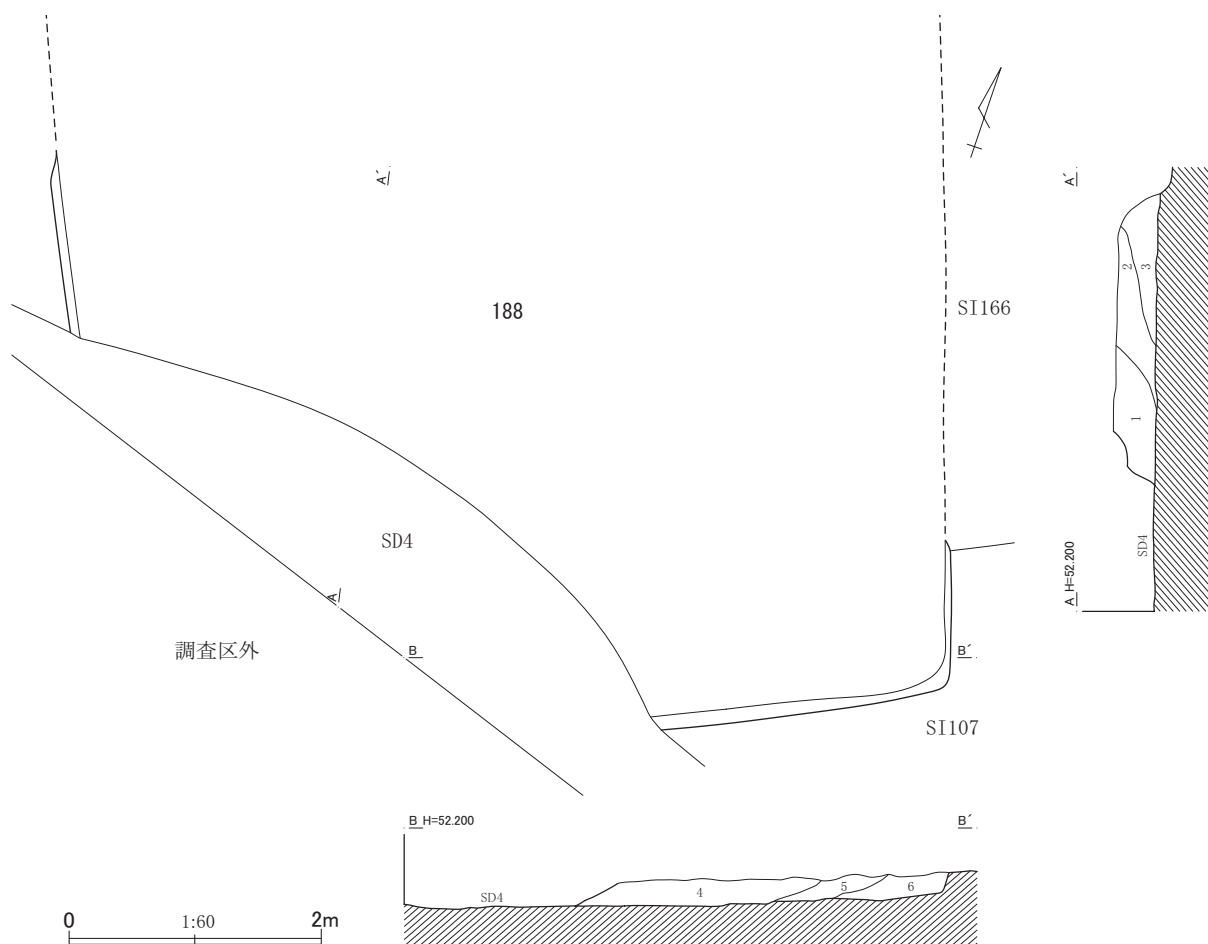 A´
A´
188
SI166
2
3
1
SD4
SD4
A H=52.200
A
調査区外
B
B´
SI107
B H=52.200
B´
SD4
4
5
6
0
1:60
2m